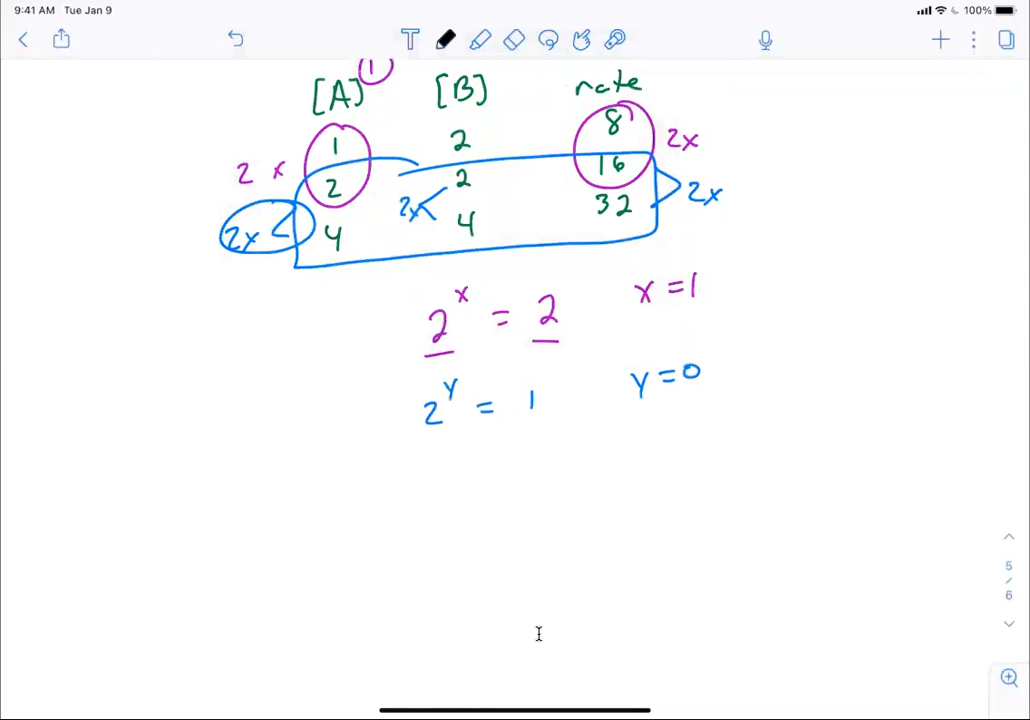 9:41 AM Tue Jan 9 100%
T
1
[A] [B] rate
1 2 8 2x
2 x 2 2 16
2x 4 2x 4 32 2x
2^x = 2 x = 1
2^y = 1 y = 0
5
/
6